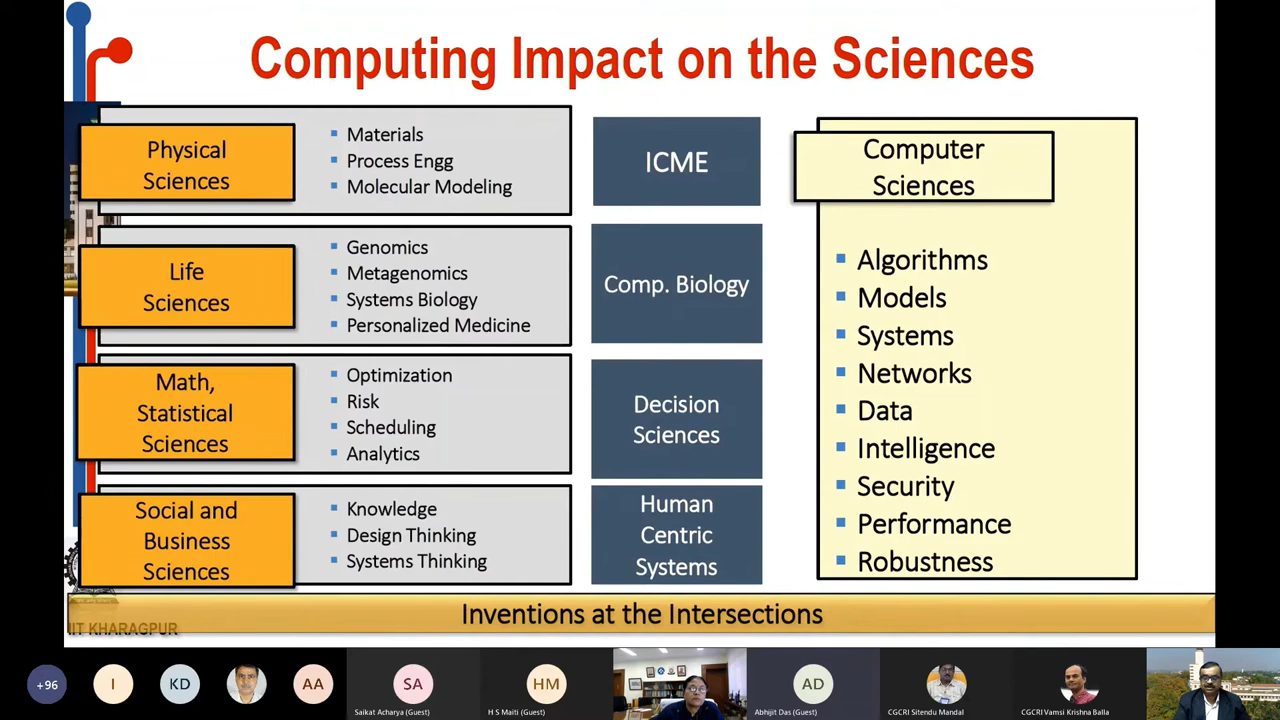 Computing Impact on the Sciences
Physical
Sciences
Materials
Process Engg
Molecular Modeling
ICME
Life
Sciences
Genomics
Metagenomics
Systems Biology
Personalized Medicine
Comp. Biology
Math,
Statistical
Sciences
Optimization
Risk
Scheduling
Analytics
Decision
Sciences
Social and
Business
Sciences
Knowledge
Design Thinking
Systems Thinking
Human
Centric
Systems
Computer
Sciences
Algorithms
Models
Systems
Networks
Data
Intelligence
Security
Performance
Robustness
Inventions at the Intersections
IIT KHARAGPUR
+96
I
KD
AA
SA
Saikat Acharya (Guest)
HM
H S Maiti (Guest)
AD
Abhijit Das (Guest)
CGCRI Sitendu Mandal
CGCRI Vamsi Krishna Balla